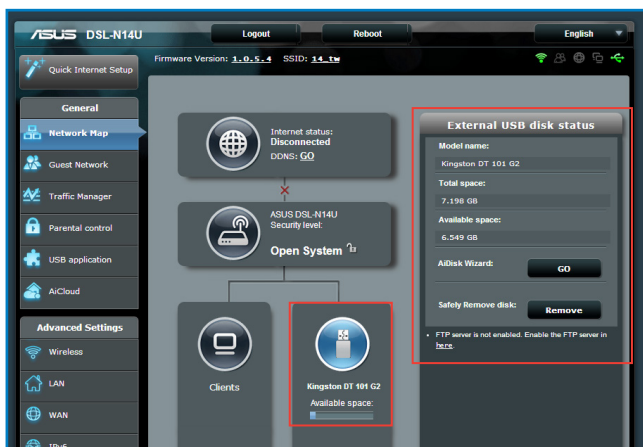 ASUS DSL-N14U
Logout
Reboot
English
Quick Internet Setup
Firmware Version: 1.0.5.4 SSID: 14_tw
General
Network Map
Guest Network
Traffic Manager
Parental control
USB application
AiCloud
Advanced Settings
Wireless
LAN
WAN
IPv6
Internet status:
Disconnected
DDNS: GO
ASUS DSL-N14U
Security level:
Open System
Clients
Kingston DT 101 G2
Available space:
External USB disk status
Model name:
Kingston DT 101 G2
Total space:
7.198 GB
Available space:
6.549 GB
AiDisk Wizard:
GO
Safely Remove disk:
Remove
• FTP server is not enabled. Enable the FTP server in
here.